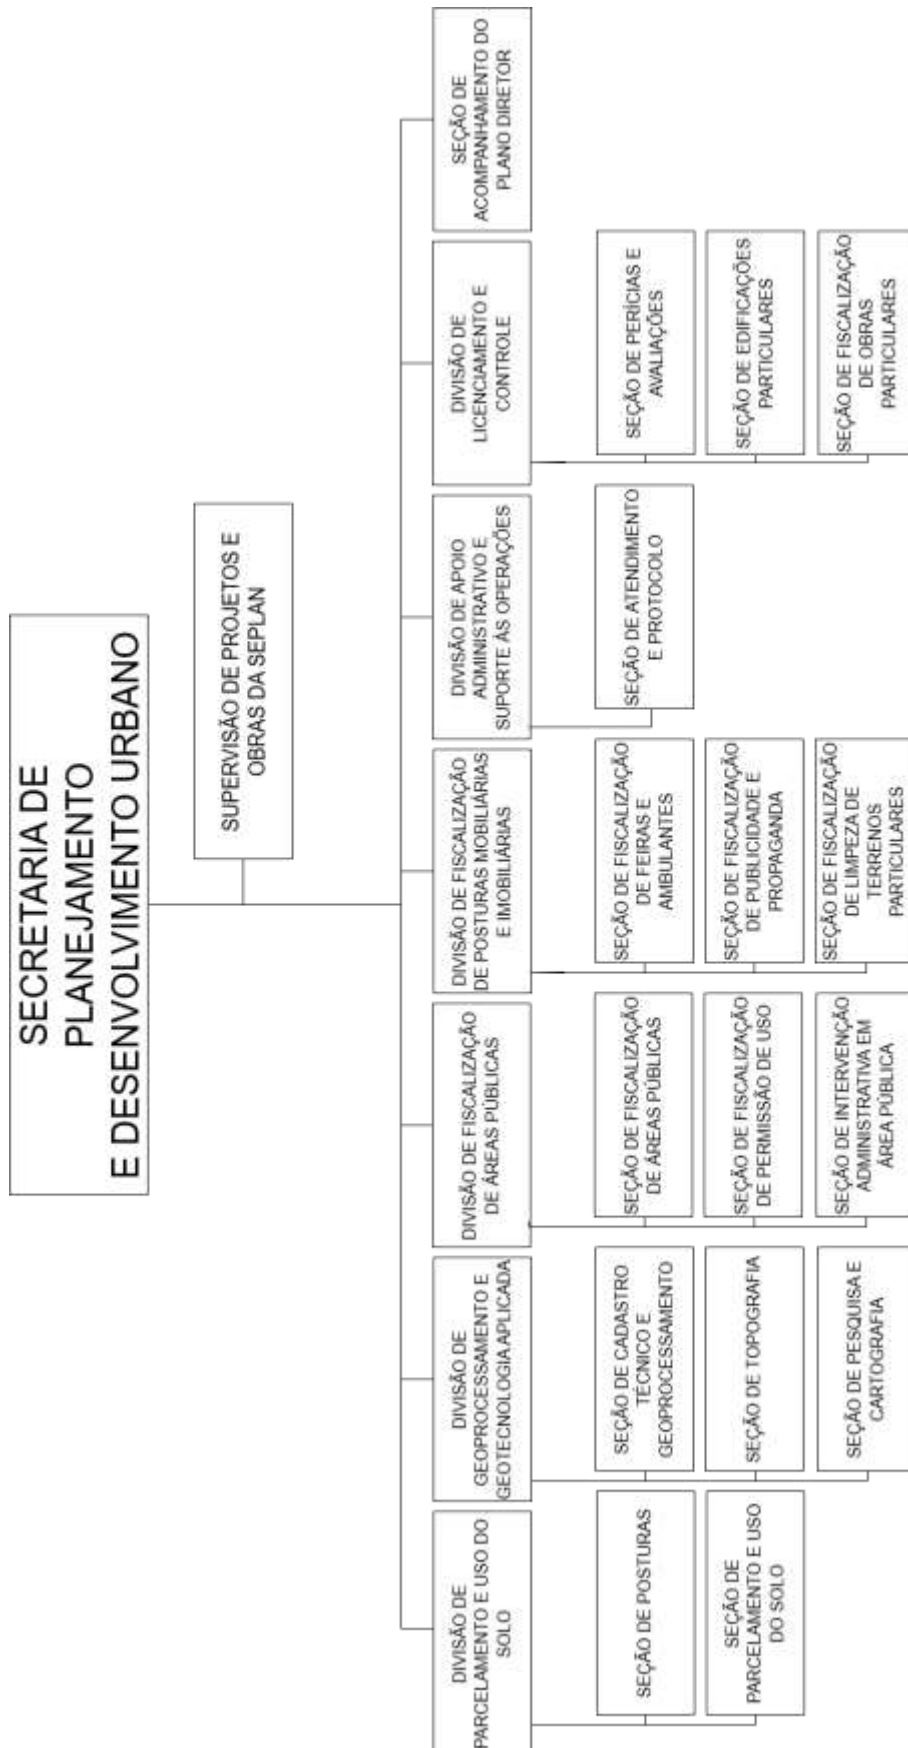 SECRETARIA DE
PLANEJAMENTO
E DESENVOLVIMENTO URBANO
SUPERVISÃO DE PROJETOS E
OBRAS DA SEPLAN
DIVISÃO DE
PARCELAMENTO E USO DO
SOLO
SEÇÃO DE POSTURAS
SEÇÃO DE
PARCELAMENTO E USO
DO SOLO
DIVISÃO DE
GEOPROCESSAMENTO E
GEOTECNOLOGIA APLICADA
SEÇÃO DE CADASTRO
TÉCNICO E
GEOPROCESSAMENTO
SEÇÃO DE TOPOGRAFIA
SEÇÃO DE PESQUISA E
CARTOGRAFIA
DIVISÃO DE FISCALIZAÇÃO
DE ÁREAS PÚBLICAS
SEÇÃO DE FISCALIZAÇÃO
DE ÁREAS PÚBLICAS
SEÇÃO DE FISCALIZAÇÃO
DE PERMISSÃO DE USO
SEÇÃO DE INTERVENÇÃO
ADMINISTRATIVA EM
ÁREA PÚBLICA
DIVISÃO DE FISCALIZAÇÃO
DE POSTURAS MOBILIÁRIAS
E IMOBILIÁRIAS
SEÇÃO DE FISCALIZAÇÃO
DE FEIRAS E
AMBULANTES
SEÇÃO DE FISCALIZAÇÃO
DE PUBLICIDADE E
PROPAGANDA
SEÇÃO DE FISCALIZAÇÃO
DE LIMPEZA DE
TERRENOS
PARTICULARES
DIVISÃO DE APOIO
ADMINISTRATIVO E
SUPORTE ÀS OPERAÇÕES
SEÇÃO DE ATENDIMENTO
E PROTOCOLO
DIVISÃO DE
LICENCIAMENTO E
CONTROLE
SEÇÃO DE PERÍCIAS E
AVALIAÇÕES
SEÇÃO DE EDIFICAÇÕES
PARTICULARES
SEÇÃO DE FISCALIZAÇÃO
DE OBRAS
PARTICULARES
SEÇÃO DE
ACOMPANHAMENTO DO
PLANO DIRETOR